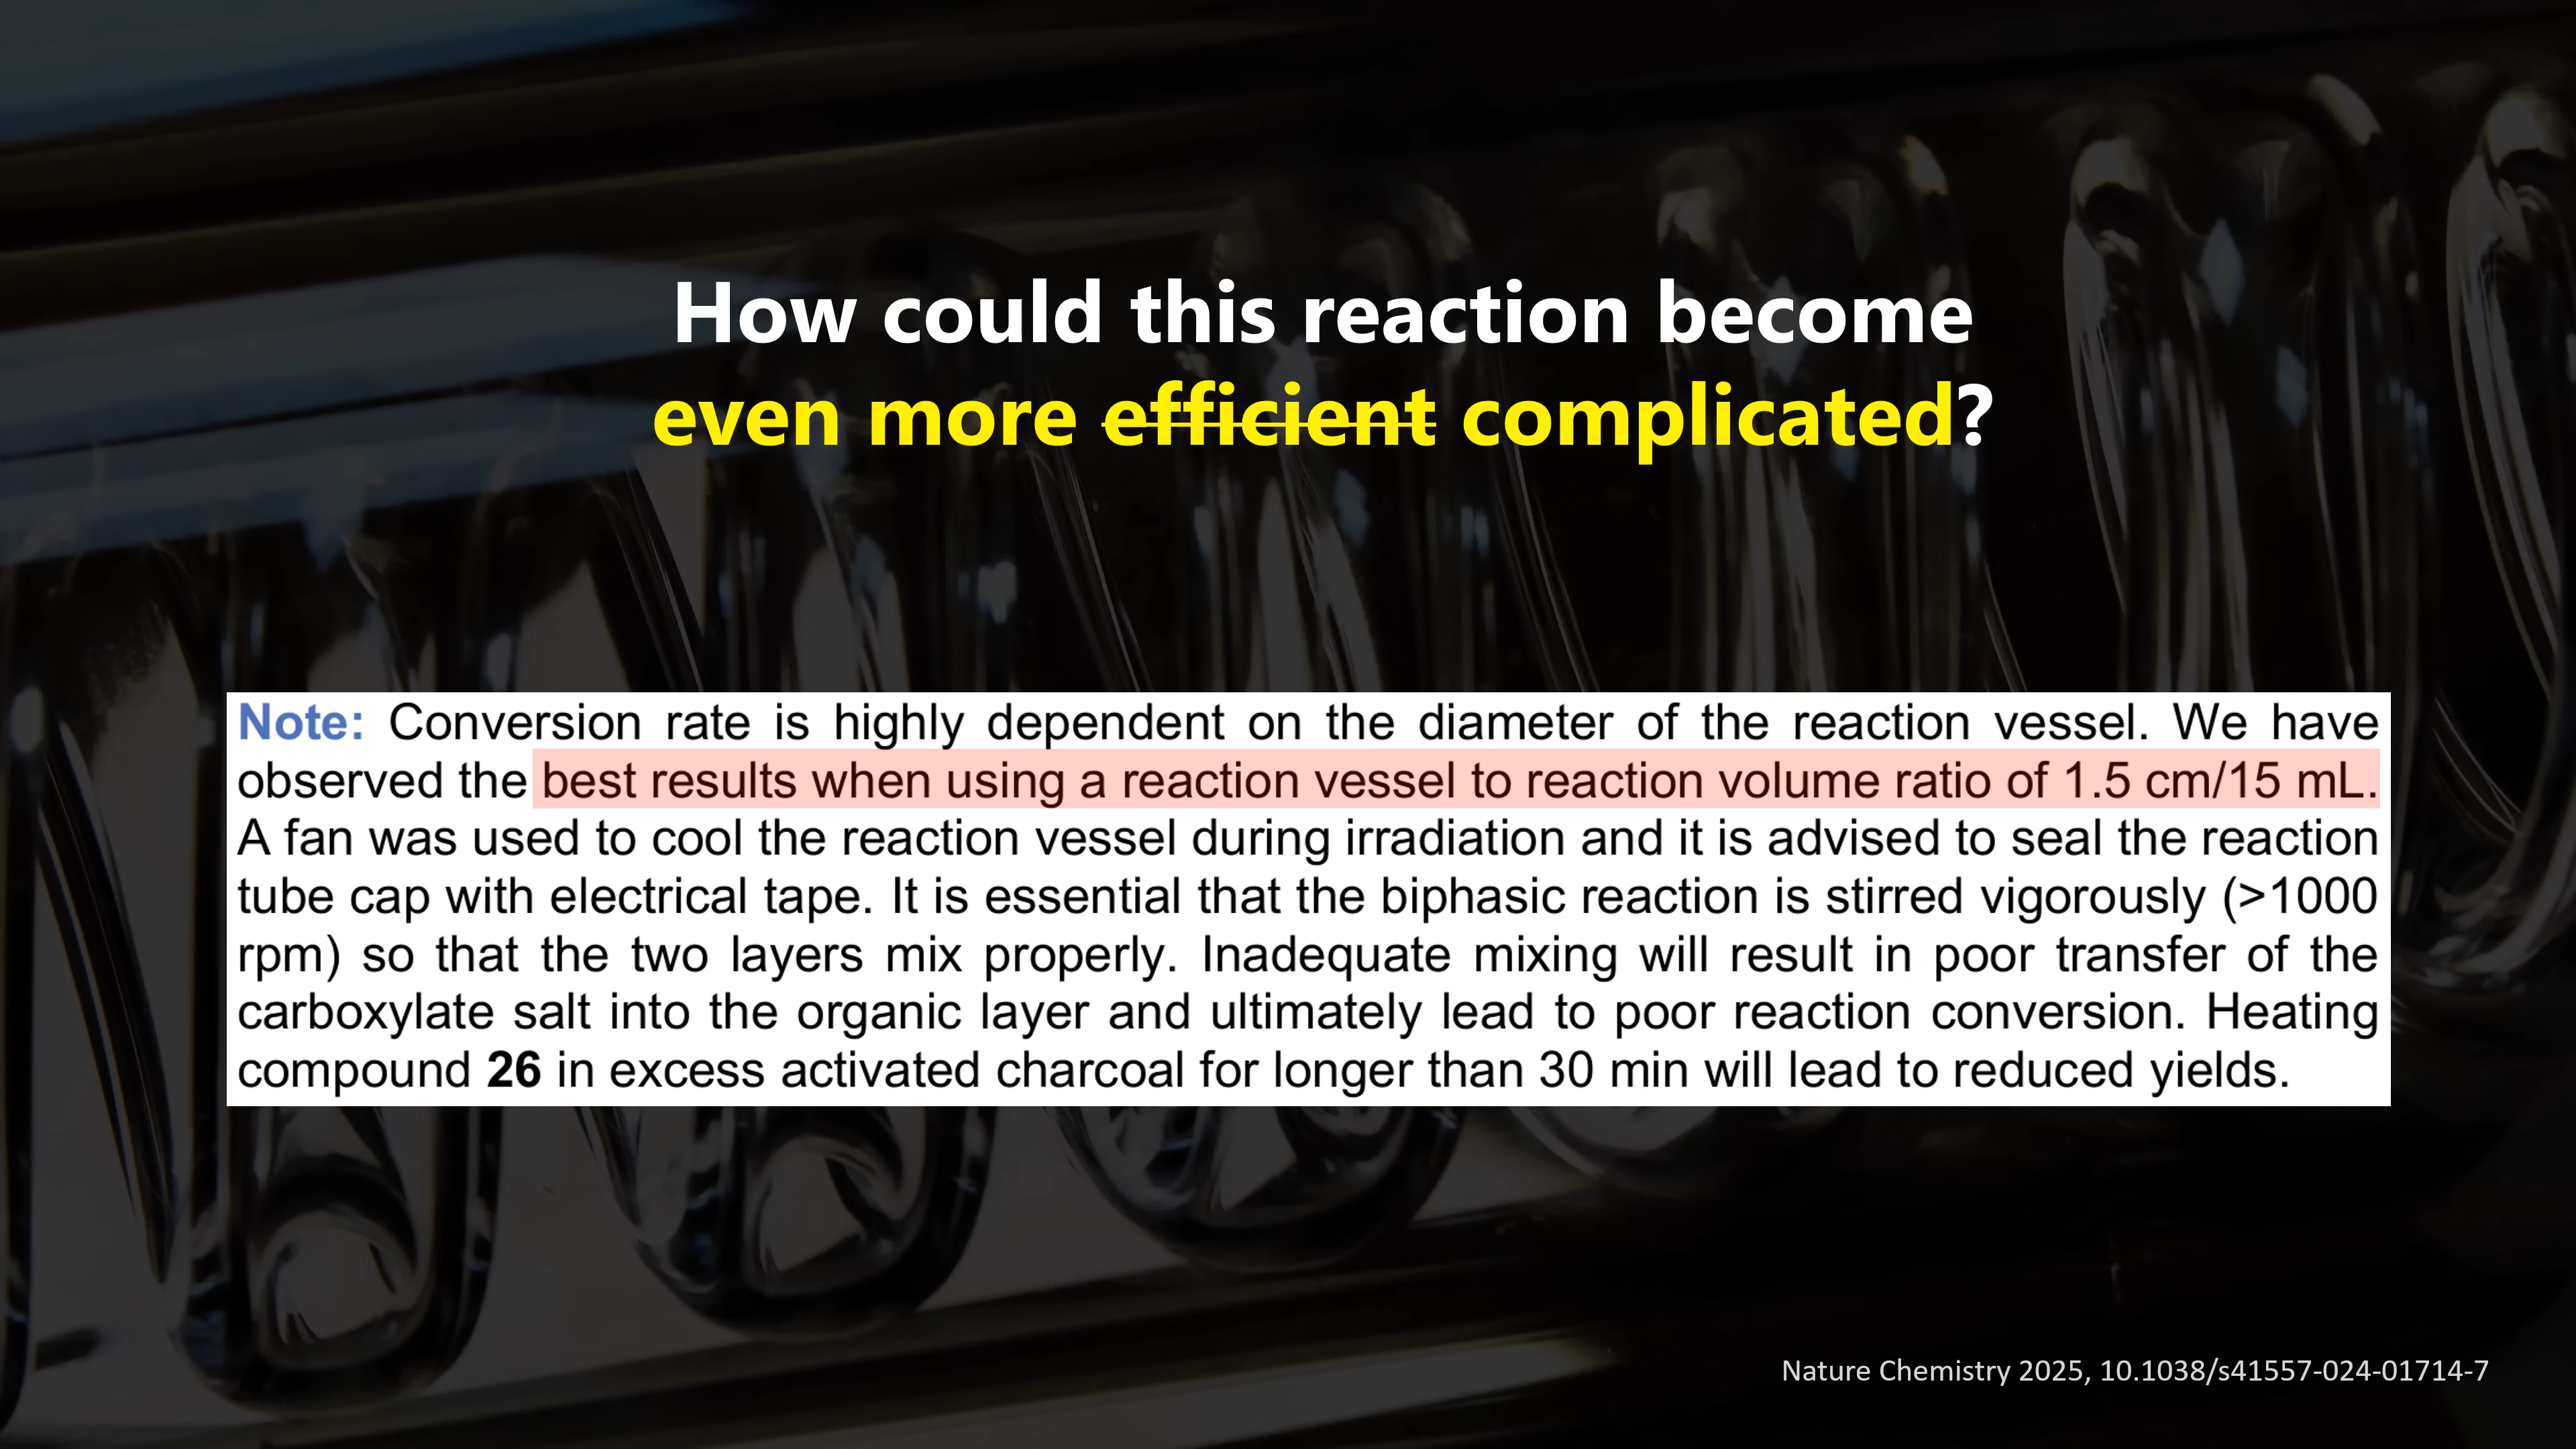 How could this reaction become
even more efficient complicated?
Note: Conversion rate is highly dependent on the diameter of the reaction vessel. We have
observed the best results when using a reaction vessel to reaction volume ratio of 1.5 cm/15 mL.
A fan was used to cool the reaction vessel during irradiation and it is advised to seal the reaction
tube cap with electrical tape. It is essential that the biphasic reaction is stirred vigorously (>1000
rpm) so that the two layers mix properly. Inadequate mixing will result in poor transfer of the
carboxylate salt into the organic layer and ultimately lead to poor reaction conversion. Heating
compound 26 in excess activated charcoal for longer than 30 min will lead to reduced yields.
Nature Chemistry 2025, 10.1038/s41557-024-01714-7